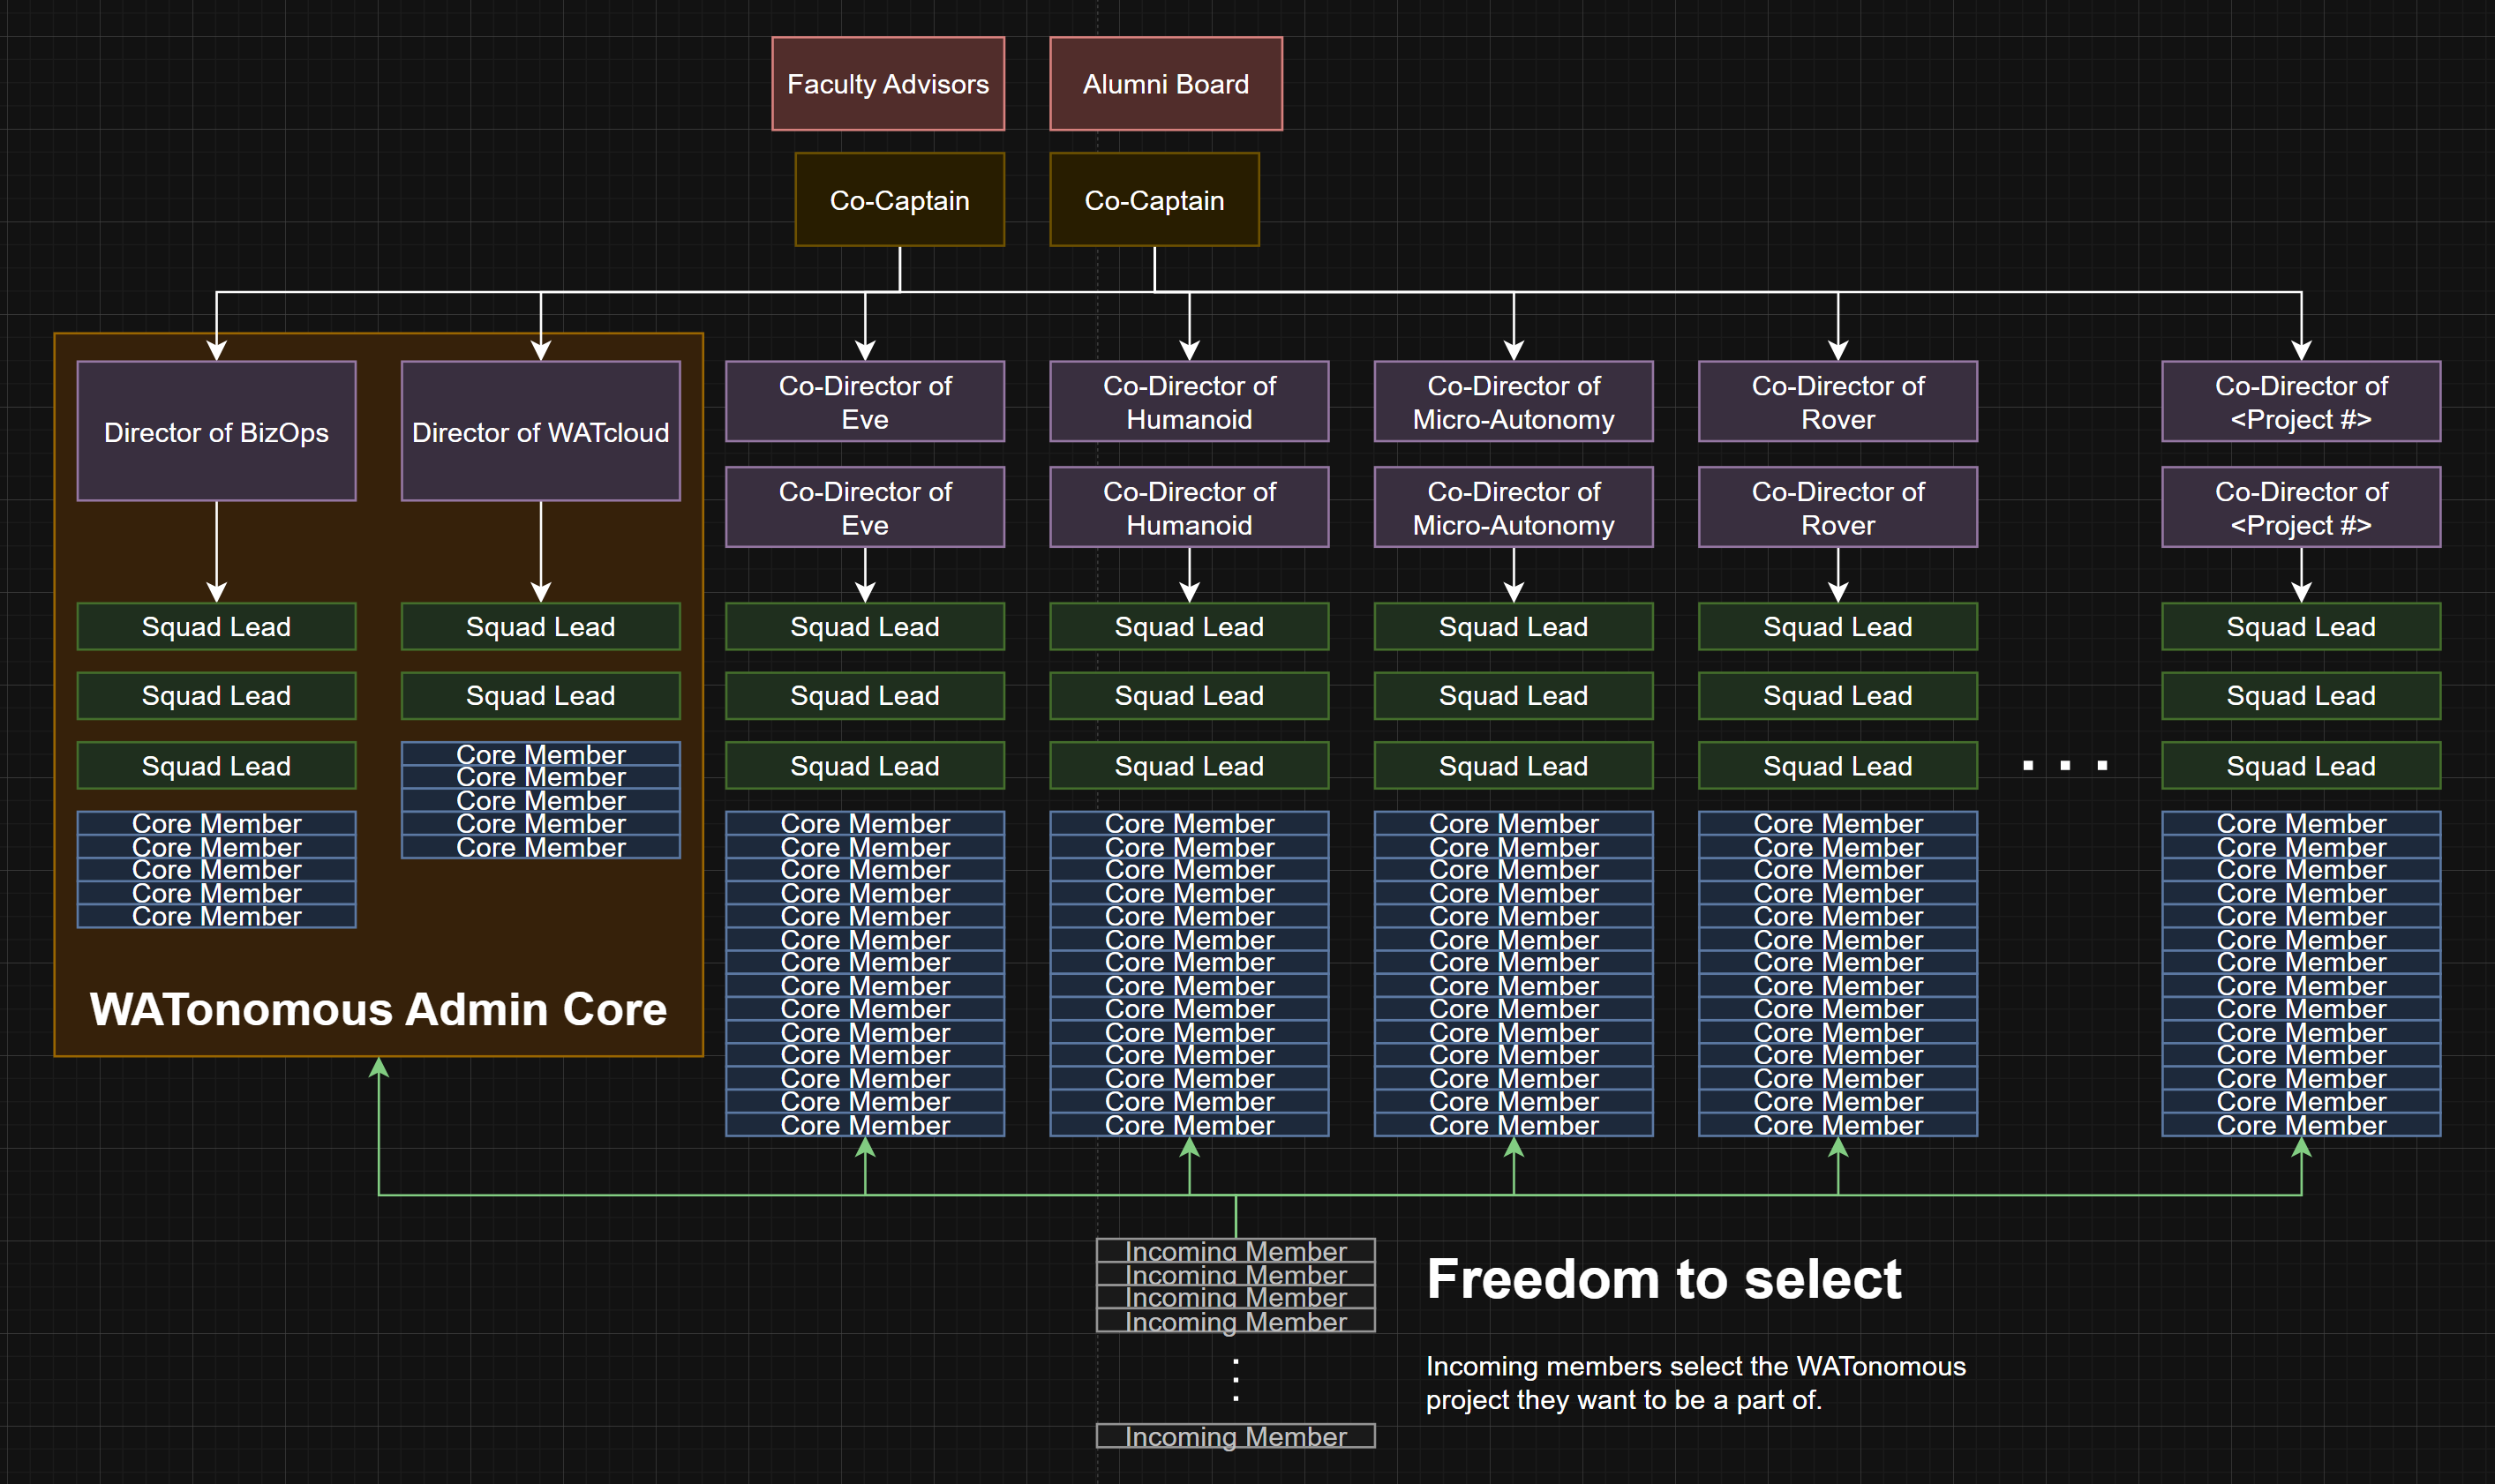 Faculty Advisors
Alumni Board
Co-Captain
Co-Captain
Director of BizOps
Squad Lead
Squad Lead
Squad Lead
Core Member
Core Member
Core Member
Core Member
Core Member
Director of WATcloud
Squad Lead
Squad Lead
Core Member
Core Member
Core Member
Core Member
Core Member
WATonomous Admin Core
Co-Director of
Eve
Co-Director of
Eve
Squad Lead
Squad Lead
Squad Lead
Core Member
Core Member
Core Member
Core Member
Core Member
Core Member
Core Member
Core Member
Core Member
Core Member
Core Member
Core Member
Core Member
Core Member
Co-Director of
Humanoid
Co-Director of
Humanoid
Squad Lead
Squad Lead
Squad Lead
Core Member
Core Member
Core Member
Core Member
Core Member
Core Member
Core Member
Core Member
Core Member
Core Member
Core Member
Core Member
Core Member
Core Member
Co-Director of
Micro-Autonomy
Co-Director of
Micro-Autonomy
Squad Lead
Squad Lead
Squad Lead
Core Member
Core Member
Core Member
Core Member
Core Member
Core Member
Core Member
Core Member
Core Member
Core Member
Core Member
Core Member
Core Member
Core Member
Co-Director of
Rover
Co-Director of
Rover
Squad Lead
Squad Lead
Squad Lead
Core Member
Core Member
Core Member
Core Member
Core Member
Core Member
Core Member
Core Member
Core Member
Core Member
Core Member
Core Member
Core Member
Core Member
. . .
Co-Director of
<Project #>
Co-Director of
<Project #>
Squad Lead
Squad Lead
Squad Lead
Core Member
Core Member
Core Member
Core Member
Core Member
Core Member
Core Member
Core Member
Core Member
Core Member
Core Member
Core Member
Core Member
Core Member
Incoming Member
Incoming Member
Incoming Member
Incoming Member
. . .
Incoming Member
Freedom to select
Incoming members select the WATonomous
project they want to be a part of.